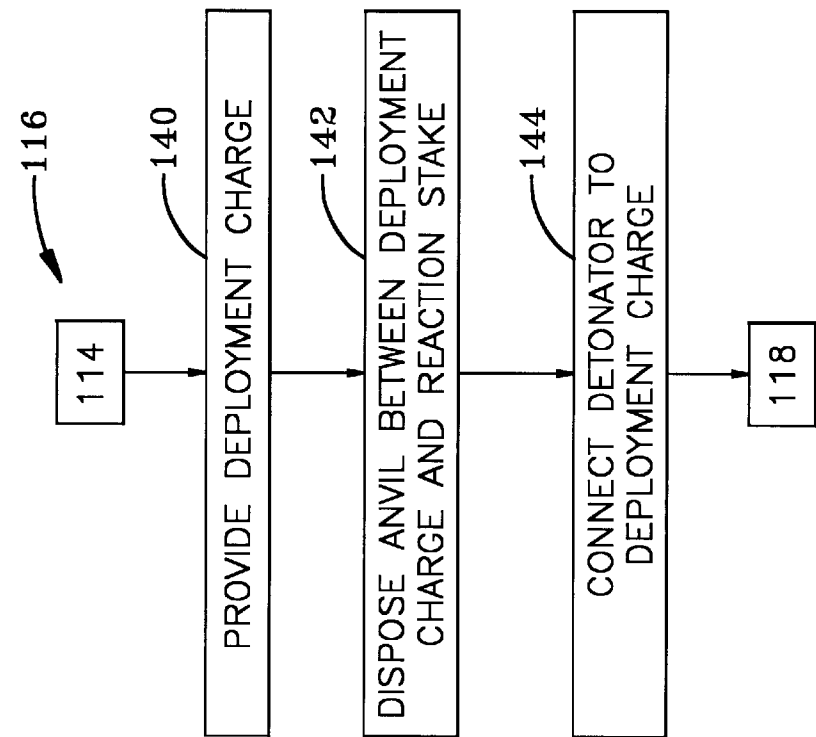 116
114
140
PROVIDE DEPLOYMENT CHARGE
142
DISPOSE ANVIL BETWEEN DEPLOYMENT
CHARGE AND REACTION STAKE
144
CONNECT DETONATOR TO
DEPLOYMENT CHARGE
118